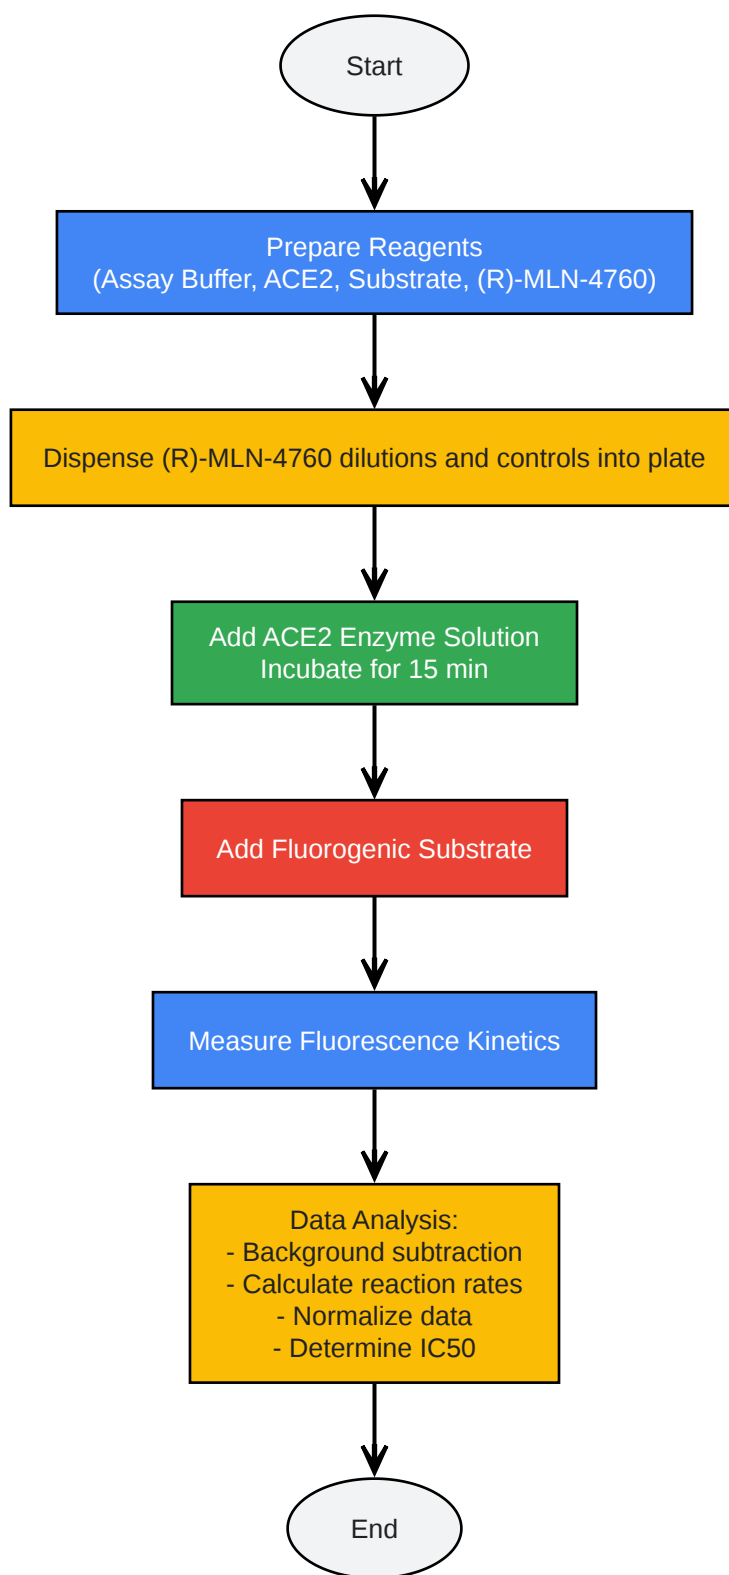 Start
Prepare Reagents
(Assay Buffer, ACE2, Substrate, (R)-MLN-4760)
Dispense (R)-MLN-4760 dilutions and controls into plate
Add ACE2 Enzyme Solution
Incubate for 15 min
Add Fluorogenic Substrate
Measure Fluorescence Kinetics
Data Analysis:
- Background subtraction
- Calculate reaction rates
- Normalize data
- Determine IC50
End